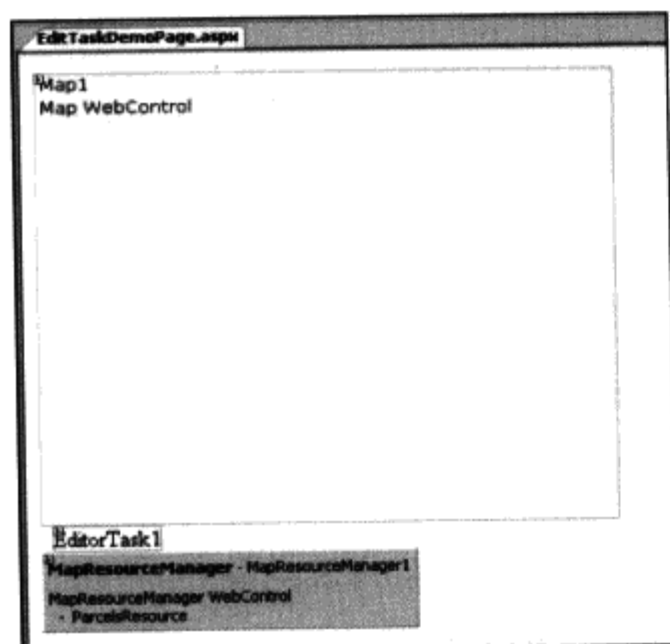 EditTaskDemoPage.aspx
Map1
Map WebControl
EditorTask1
MapResourceManager - MapResourceManager1
MapResourceManager WebControl
- ParcelsResource